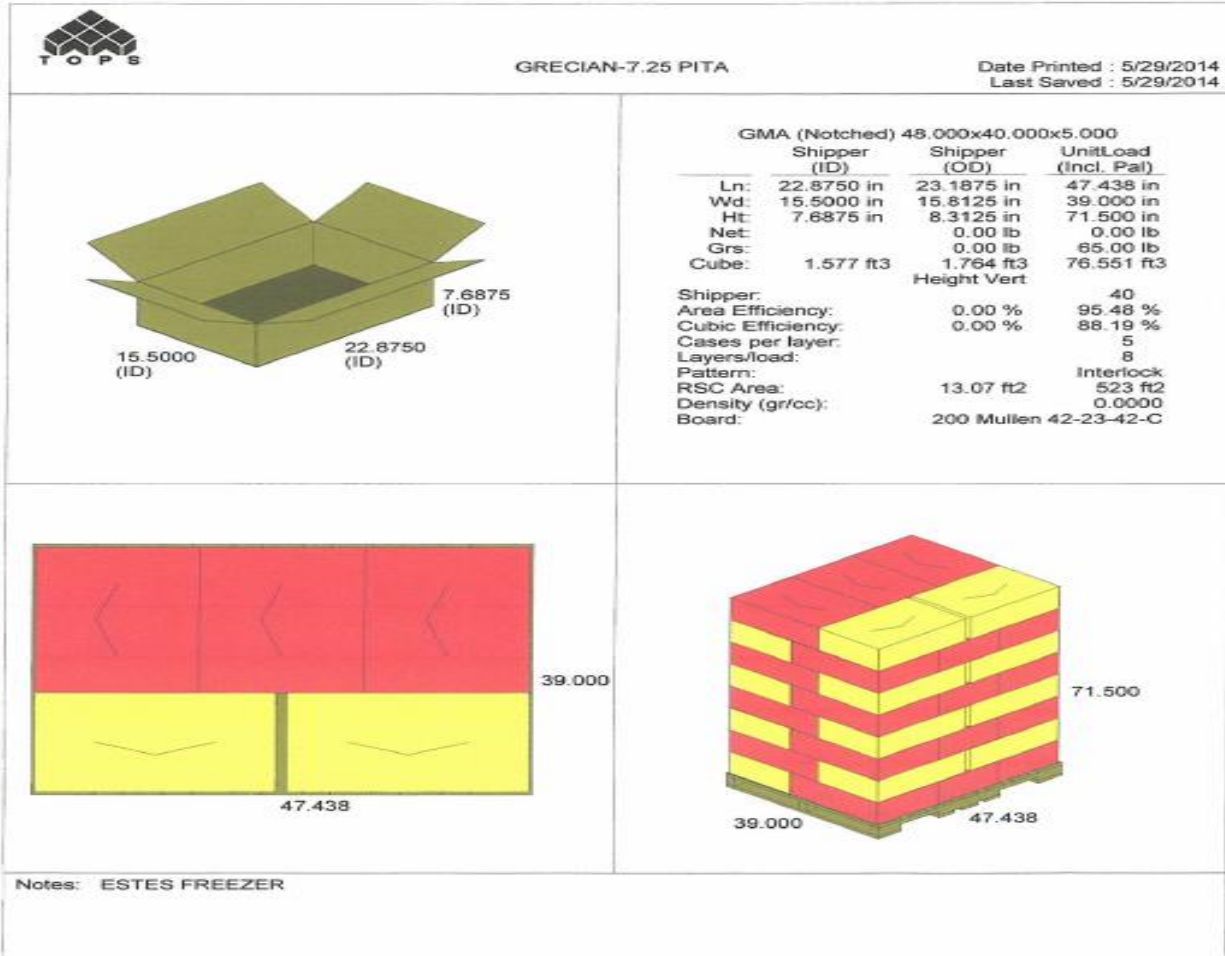 TOPS
GRECIAN-7.25 PITA
Date Printed : 5/29/2014
Last Saved : 5/29/2014
7.6875
(ID)
15.5000
(ID)
22.8750
(ID)
GMA (Notched) 48.000x40.000x5.000
Shipper Shipper UnitLoad
(ID) (OD) (Incl. Pal)
Ln: 22.8750 in 23.1875 in 47.438 in
Wd: 15.5000 in 15.8125 in 39.000 in
Ht: 7.6875 in 8.3125 in 71.500 in
Net: 0.00 lb 0.00 lb
Grs: 0.00 lb 65.00 lb
Cube: 1.577 ft3 1.764 ft3 76.551 ft3
Height Vert
Shipper: 40
Area Efficiency: 0.00 % 95.48 %
Cubic Efficiency: 0.00 % 88.19 %
Cases per layer: 5
Layers/load: 8
Pattern: Interlock
RSC Area: 13.07 ft2 523 ft2
Density (gr/cc): 0.0000
Board: 200 Mullen 42-23-42-C
39.000
47.438
71.500
39.000
47.438
Notes: ESTES FREEZER